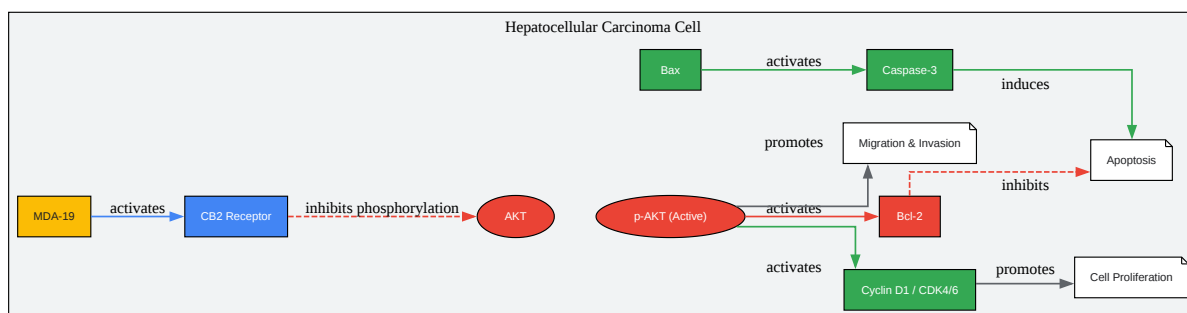 Hepatocellular Carcinoma Cell
Bax
activates
Caspase-3
induces
promotes
Migration & Invasion
Apoptosis
inhibits
MDA-19
activates
CB2 Receptor
inhibits phosphorylation
AKT
p-AKT (Active)
activates
Bcl-2
activates
Cyclin D1 / CDK4/6
promotes
Cell Proliferation